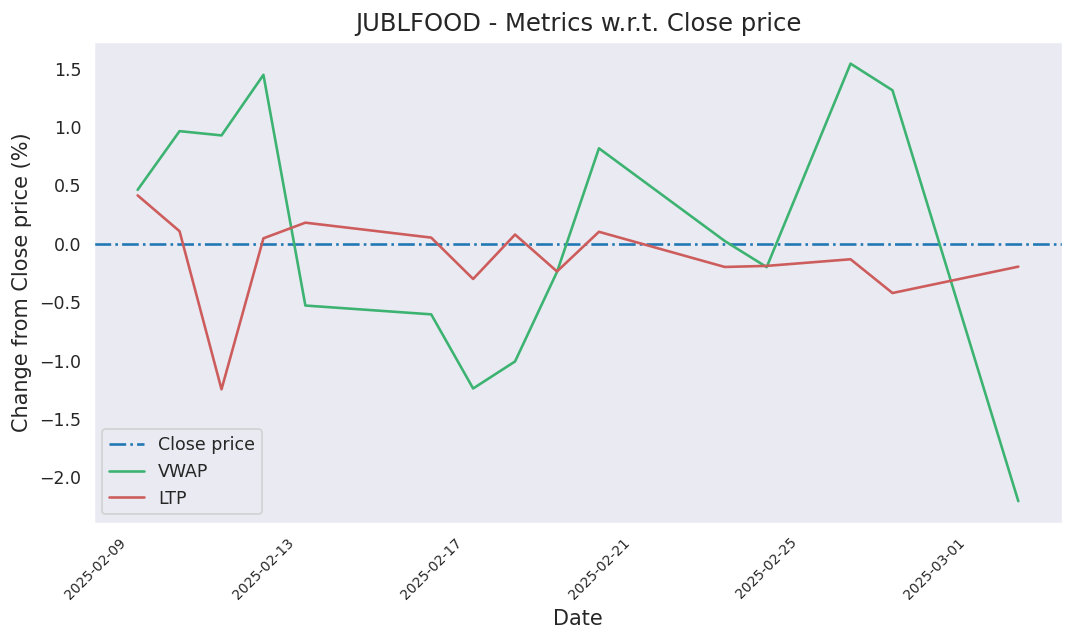 JUBLFOOD - Metrics w.r.t. Close price
Change from Close price (%)
1.5
1.0
0.5
0.0
−0.5
−1.0
−1.5
−2.0
Close price
VWAP
LTP
2025-02-09
2025-02-13
2025-02-17
2025-02-21
2025-02-25
2025-03-01
Date